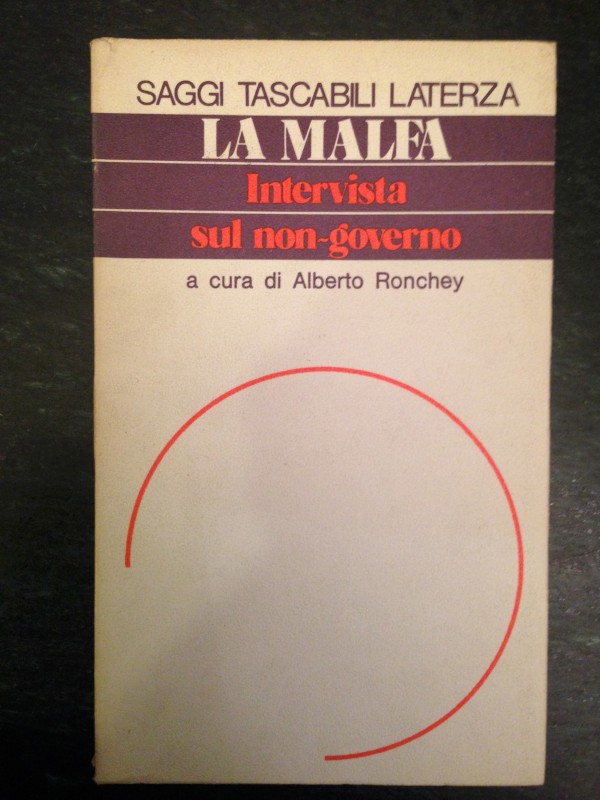 SAGGI TASCABILI LATERZA
LA MALFA
Intervista
sul non-governo
a cura di Alberto Ronchey